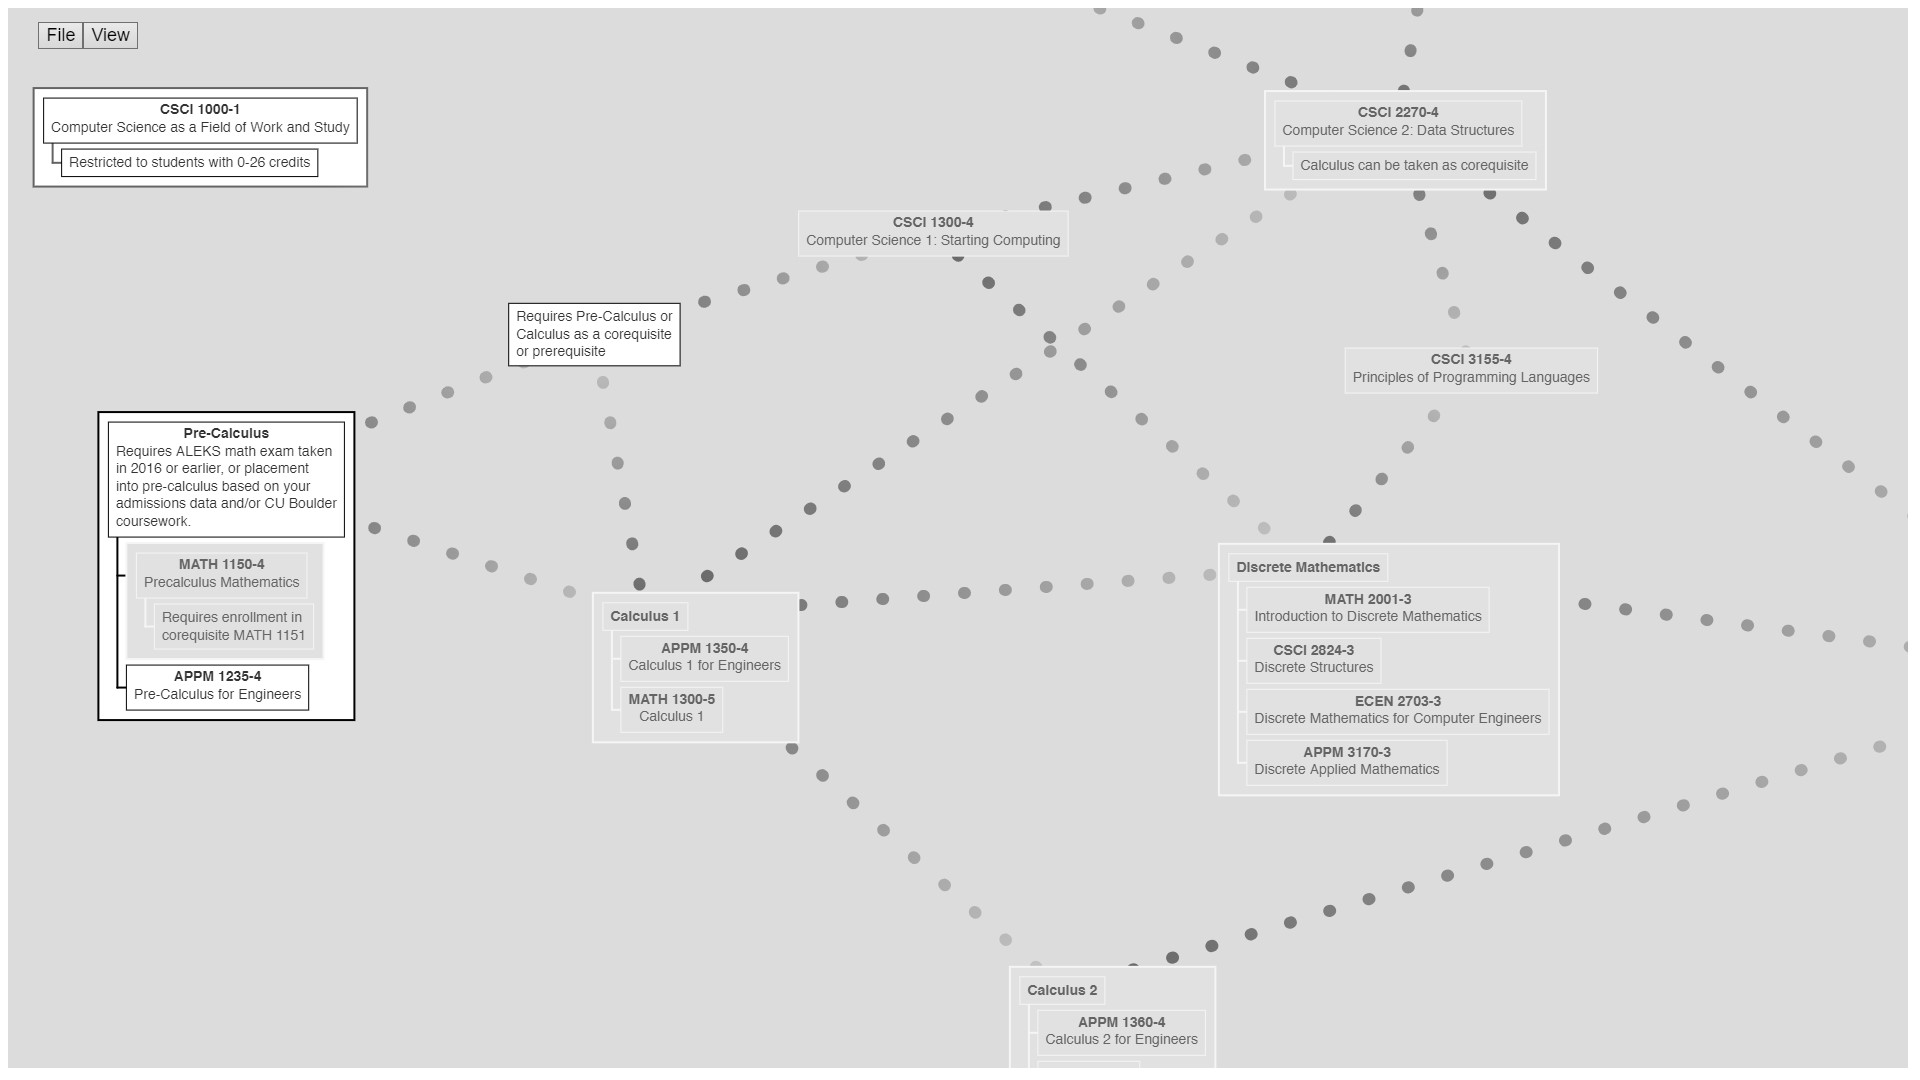 File View
CSCI 1000-1
Computer Science as a Field of Work and Study
Restricted to students with 0-26 credits
CSCI 2270-4
Computer Science 2: Data Structures
Calculus can be taken as corequisite
CSCI 1300-4
Computer Science 1: Starting Computing
Requires Pre-Calculus or
Calculus as a corequisite
or prerequisite
CSCI 3155-4
Principles of Programming Languages
Pre-Calculus
Requires ALEKS math exam taken
in 2016 or earlier, or placement
into pre-calculus based on your
admissions data and/or CU Boulder
coursework.
MATH 1150-4
Precalculus Mathematics
Requires enrollment in
corequisite MATH 1151
APPM 1235-4
Pre-Calculus for Engineers
Calculus 1
APPM 1350-4
Calculus 1 for Engineers
MATH 1300-5
Calculus 1
Discrete Mathematics
MATH 2001-3
Introduction to Discrete Mathematics
CSCI 2824-3
Discrete Structures
ECEN 2703-3
Discrete Mathematics for Computer Engineers
APPM 3170-3
Discrete Applied Mathematics
Calculus 2
APPM 1360-4
Calculus 2 for Engineers